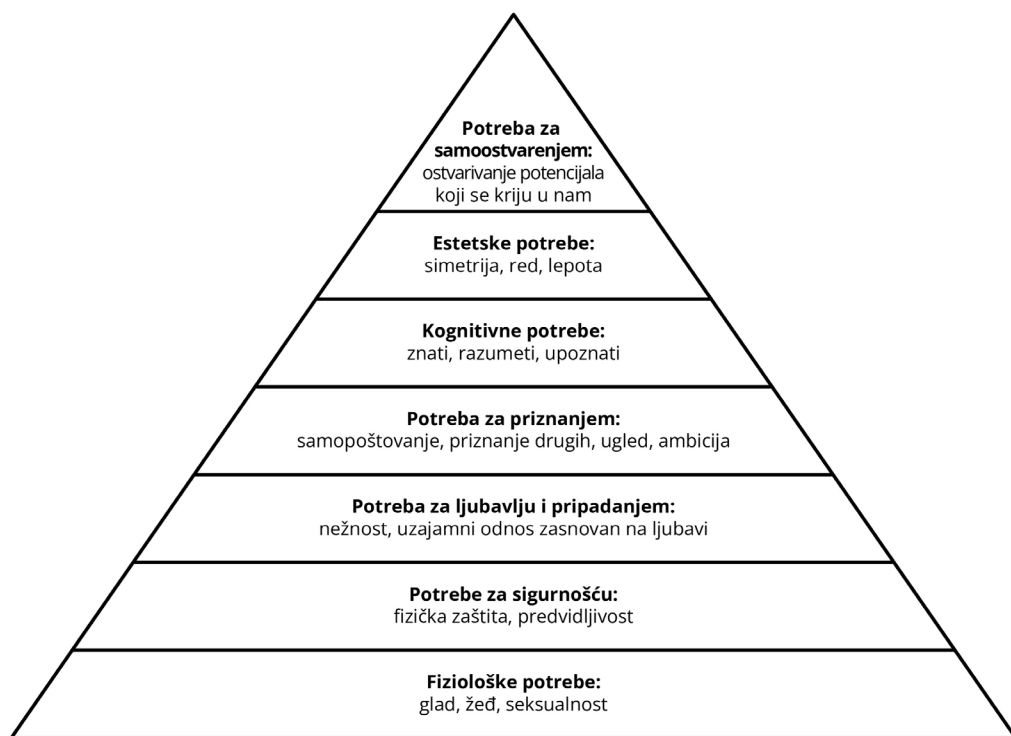 Potreba za
samoostvarenjem:
ostvarivanje potencijala
koji se kriju u nam
Estetske potrebe:
simetrija, red, lepota
Kognitivne potrebe:
znati, razumeti, upoznati
Potreba za priznanjem:
samopoštovanje, priznanje drugih, ugled, ambicija
Potreba za ljubavlju i pripadanjem:
nežnost, uzajamni odnos zasnovan na ljubavi
Potrebe za sigurnošću:
fizička zaštita, predvidljivost
Fiziološke potrebe:
glad, žeđ, seksualnost